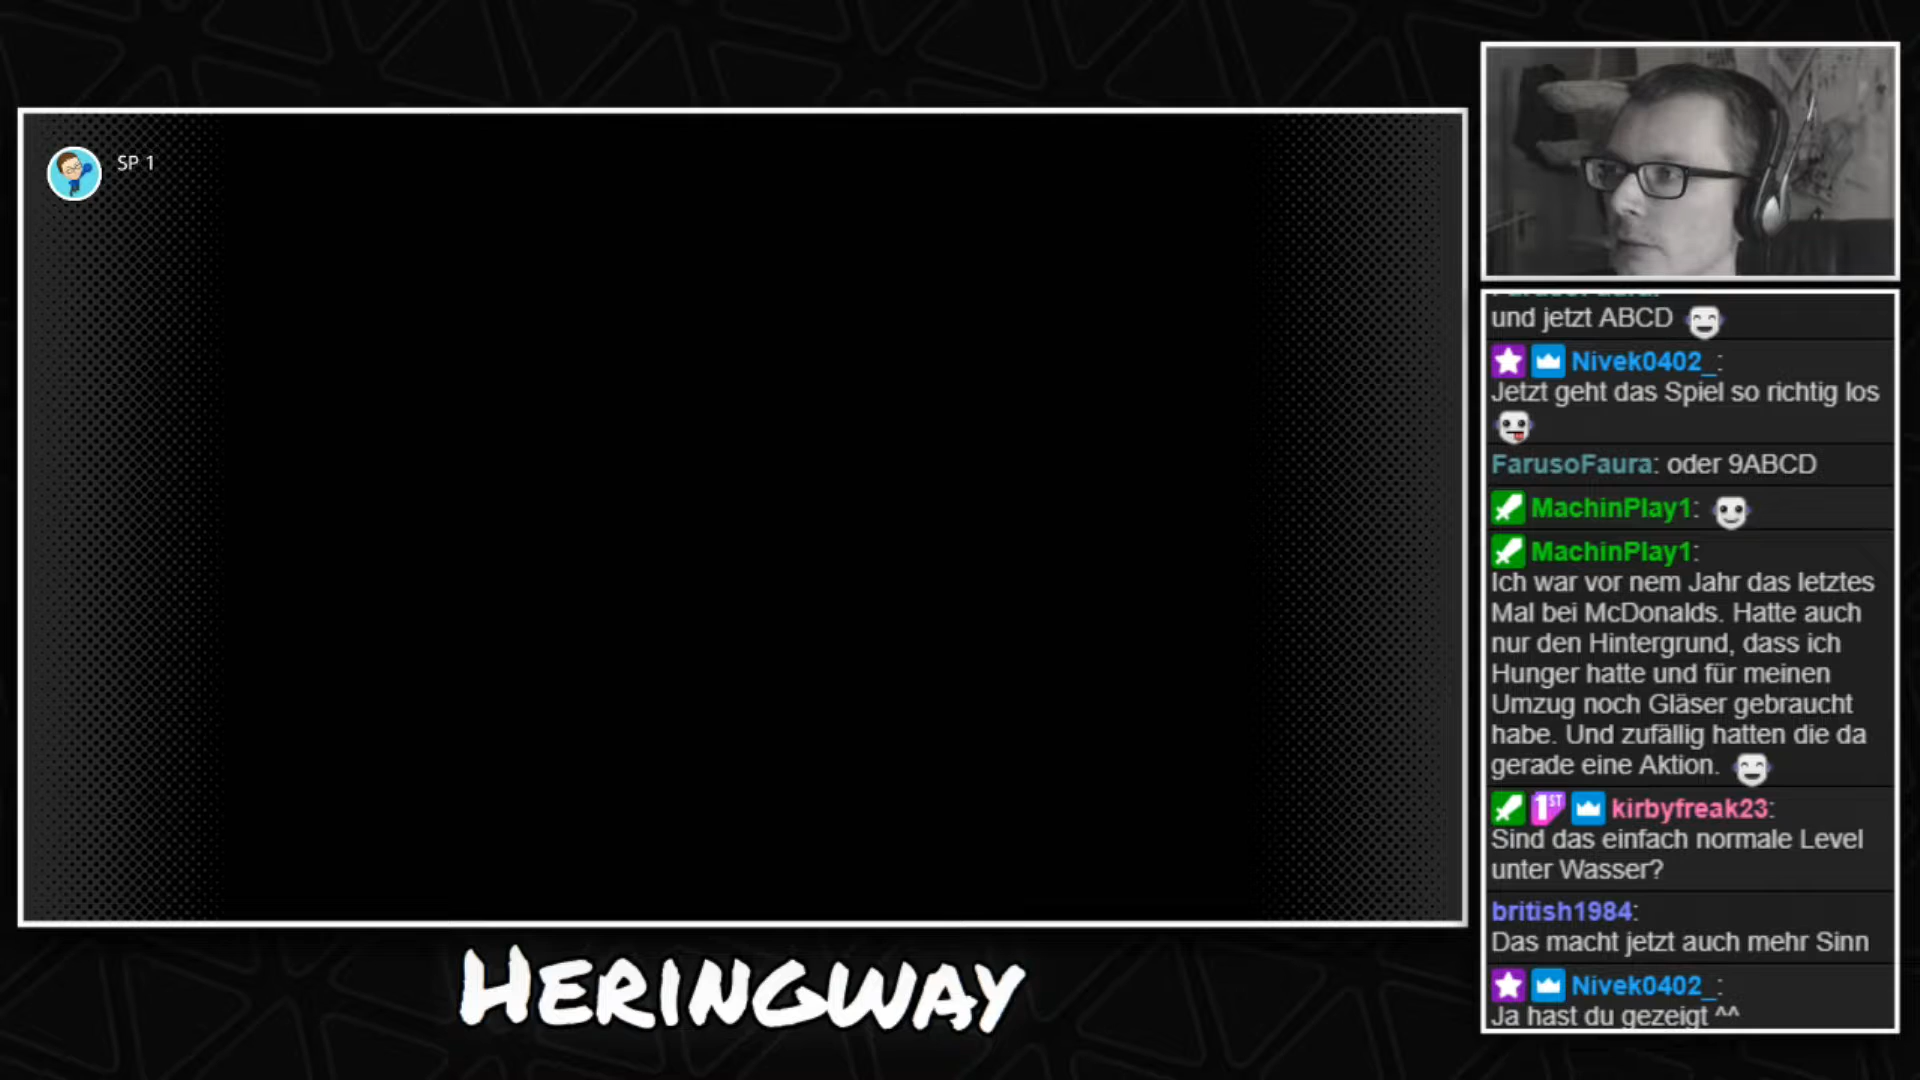 SP 1
und jetzt ABCD
Nivek0402_:
Jetzt geht das Spiel so richtig los
FarusoFaura: oder 9ABCD
MachinPlay1:
MachinPlay1:
Ich war vor nem Jahr das letztes
Mal bei McDonalds. Hatte auch
nur den Hintergrund, dass ich
Hunger hatte und für meinen
Umzug noch Gläser gebraucht
habe. Und zufällig hatten die da
gerade eine Aktion.
1ST kirbyfreak23:
Sind das einfach normale Level
unter Wasser?
british1984:
Das macht jetzt auch mehr Sinn
Nivek0402_:
Ja hast du gezeigt ^^
HERINGWAY